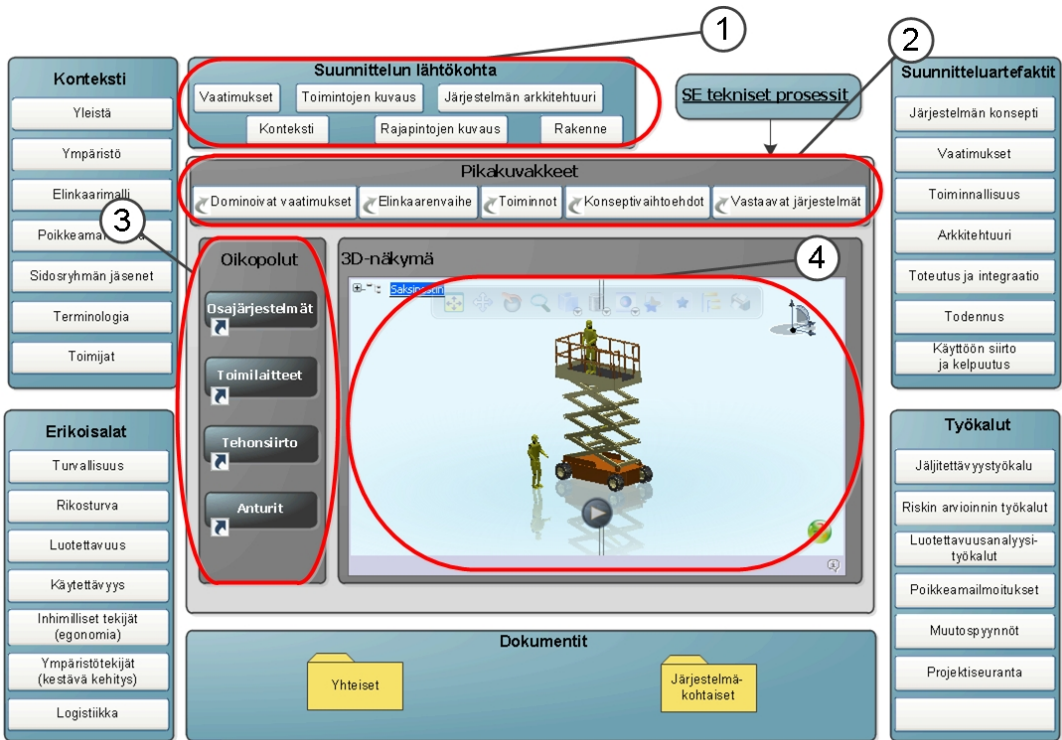 1
2
Konteksti
Yleistä
Ympäristö
Elinkaarimalli
Sidosryhmän jäsenet
Terminologia
Toimijat
Suunnittelun lähtökohta
Vaatimukset
Toimintojen kuvaus
Järjestelmän arkkitehtuuri
Konteksti
Rajapintojen kuvaus
Rakenne
SE tekniset prosessit
Pikakuvakkeet
Dominoivat vaatimukset
Elinkaarenvaihe
Toiminnot
Konseptivaihtoehdot
Vastaavat järjestelmät
3
Oikopolut
Osajärjestelmät
Toimilaitteet
Tehonsiirto
Anturit
3D-näkymä
4
Suunnitteluartefaktit
Järjestelmän konsepti
Vaatimukset
Toiminnallisuus
Arkkitehtuuri
Toteutus ja integraatio
Todennus
Käyttöön siirto
ja kelpuutus
Erikoisalat
Turvallisuus
Rikosturva
Luotettavuus
Käytettävyys
Inhimilliset tekijät
(egonomia)
Ympäristötekijät
(kestävä kehitys)
Logistiikka
Dokumentit
Yhteiset
Järjestelmä-
kohtaiset
Työkalut
Jäljitettävyystyökalu
Riskin arvioinnin työkalut
Luotettavuusanalyysi-
työkalut
Poikkeamailmoitukset
Muutospyynnöt
Projektiseuranta